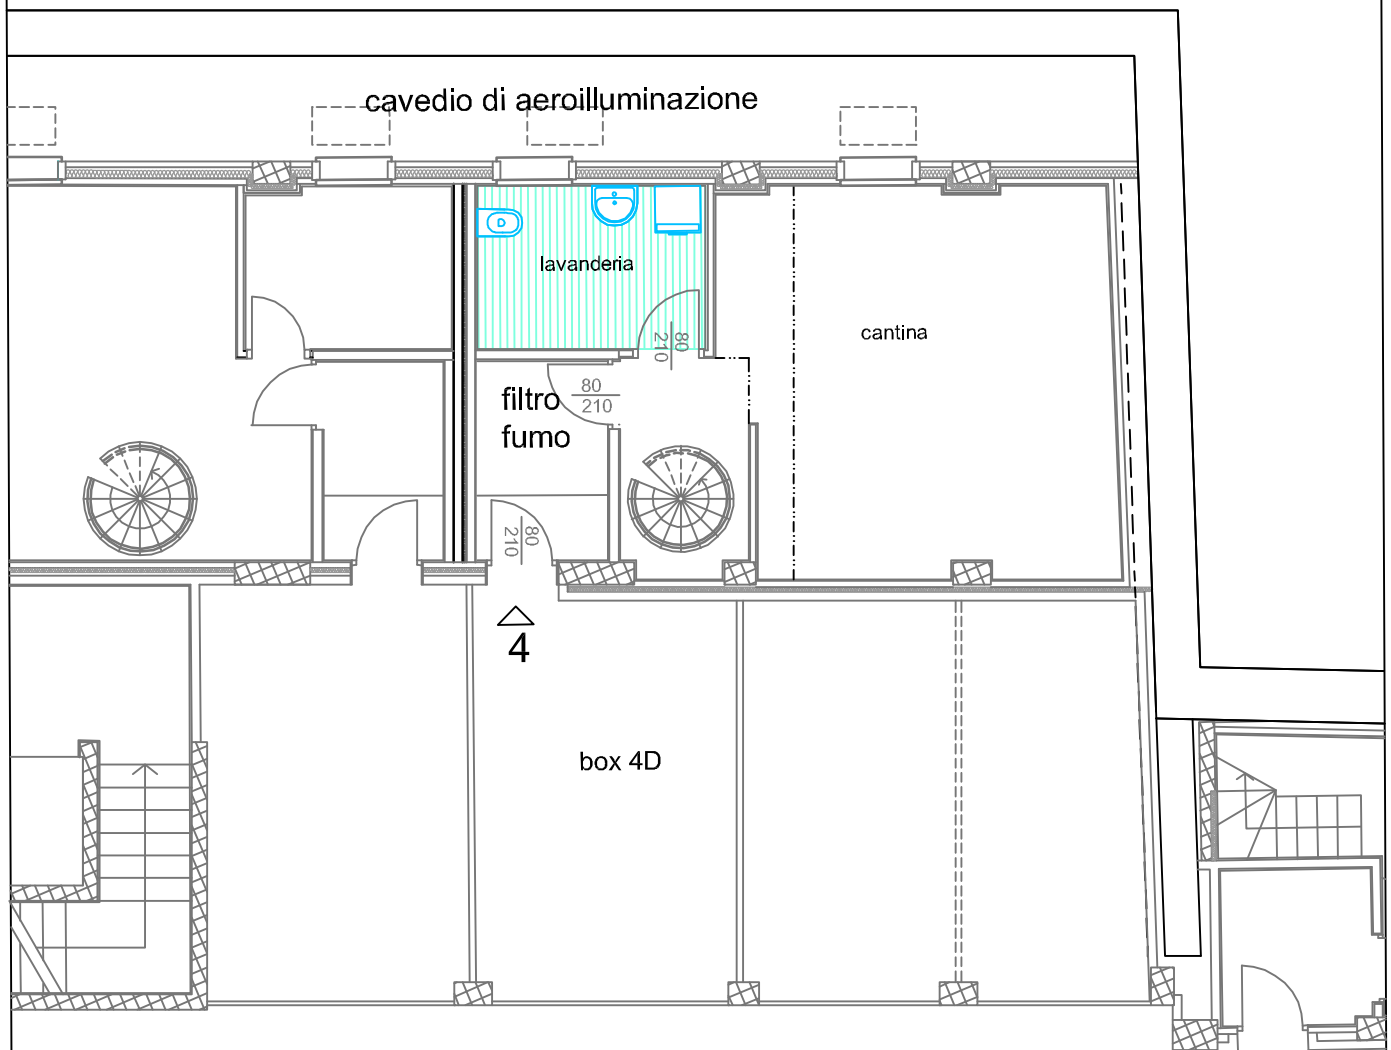 cavedio di aeroilluminazione
lavanderia
cantina
80
210
80
210
filtro
fumo
80
210
4
box 4D